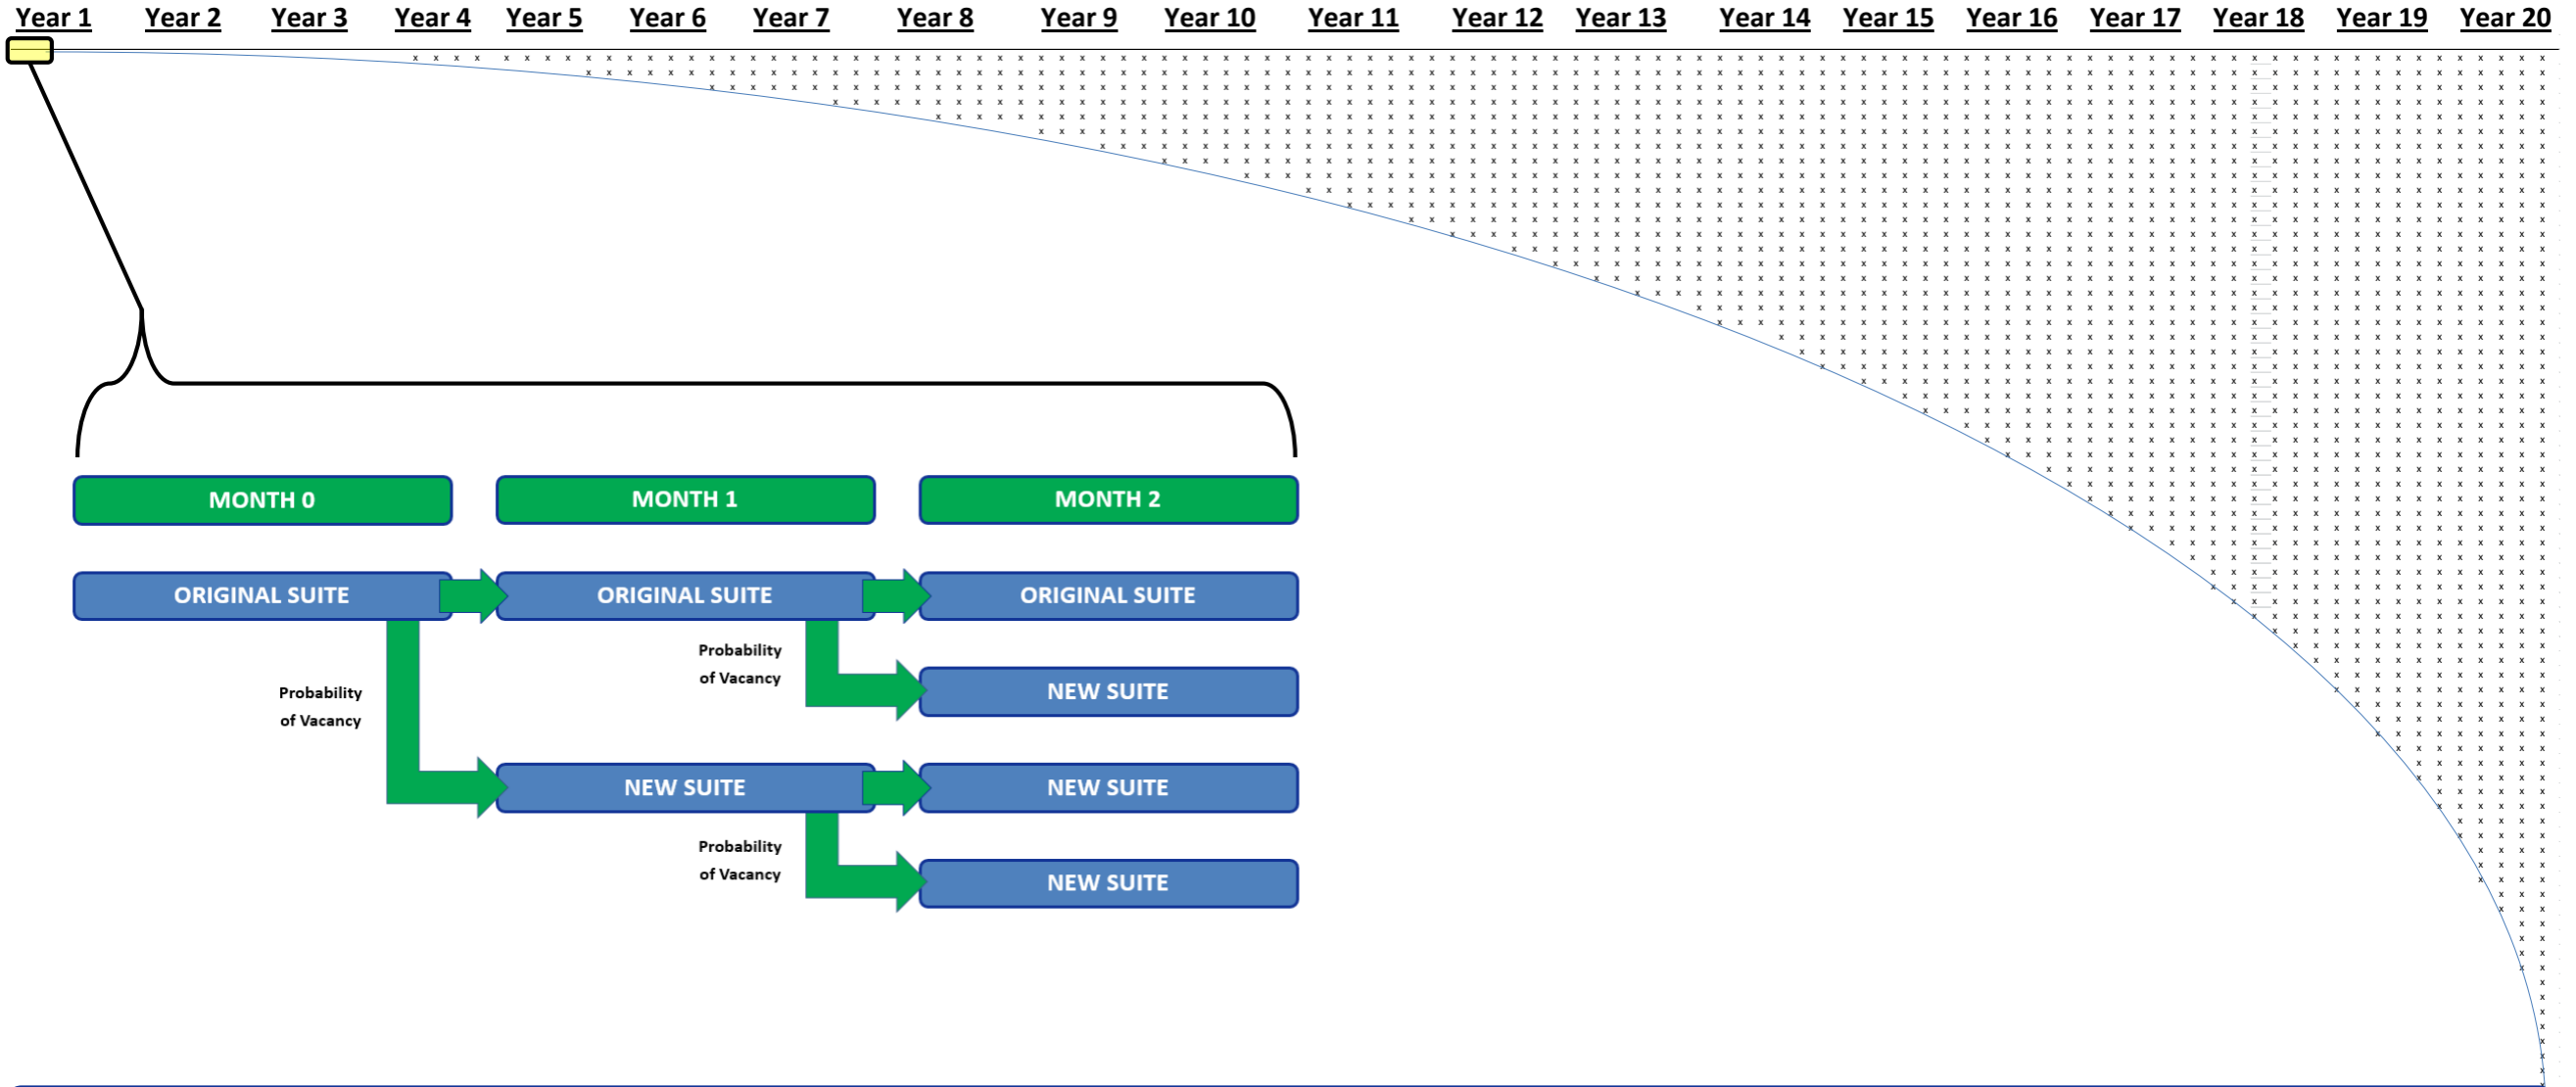 Year 1 Year 2 Year 3 Year 4 Year 5 Year 6 Year 7 Year 8 Year 9 Year 10 Year 11 Year 12 Year 13 Year 14 Year 15 Year 16 Year 17 Year 18 Year 19 Year 20
MONTH 0 MONTH 1 MONTH 2
ORIGINAL SUITE ORIGINAL SUITE ORIGINAL SUITE
Probability
of Vacancy
NEW SUITE
Probability
of Vacancy
NEW SUITE NEW SUITE
Probability
of Vacancy
NEW SUITE